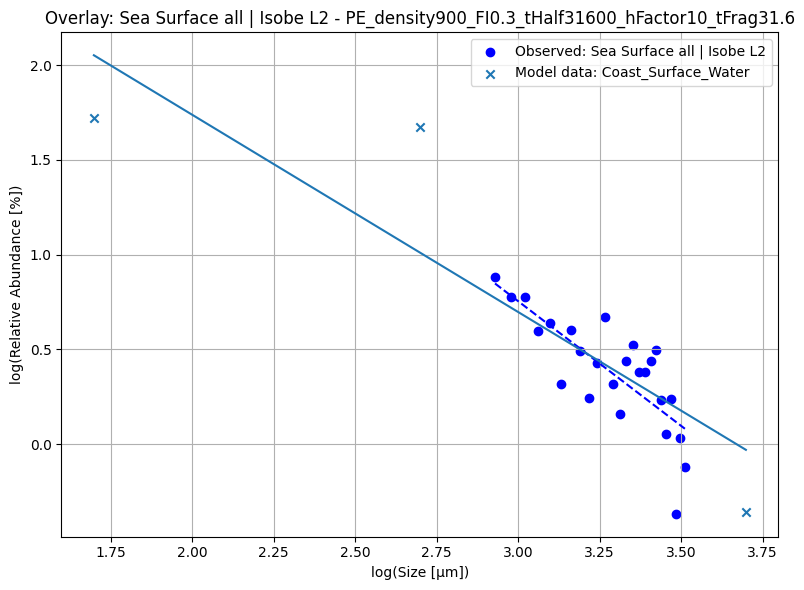 Overlay: Sea Surface all | Isobe L2 - PE_density900_FI0.3_tHalf31600_hFactor10_tFrag31.6
Observed: Sea Surface all | Isobe L2
Model data: Coast_Surface_Water
log(Relative Abundance [%])
2.0
1.5
1.0
0.5
0.0
1.75 2.00 2.25 2.50 2.75 3.00 3.25 3.50 3.75
log(Size [μm])